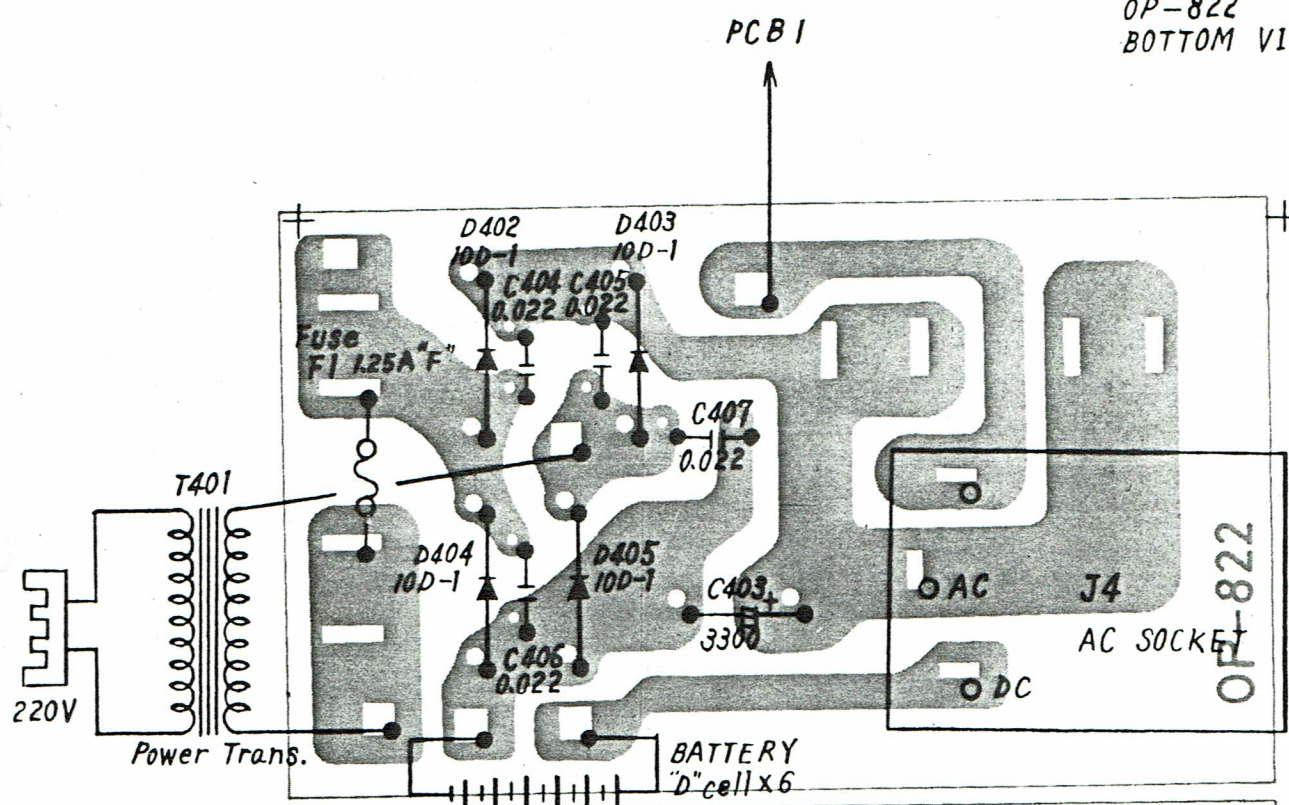 OP-822
BOTTOM VI
PCB1
D402
10D-1
D403
10D-1
C404
0.022
C405
0.022
Fuse
F1 1.25A "F"
C407
0.022
T401
D404
10D-1
D405
10D-1
C403
+
3300
AC
J4
AC SOCKET
OP-822
C406
0.022
DC
220V
Power Trans.
BATTERY
"D" cell x 6